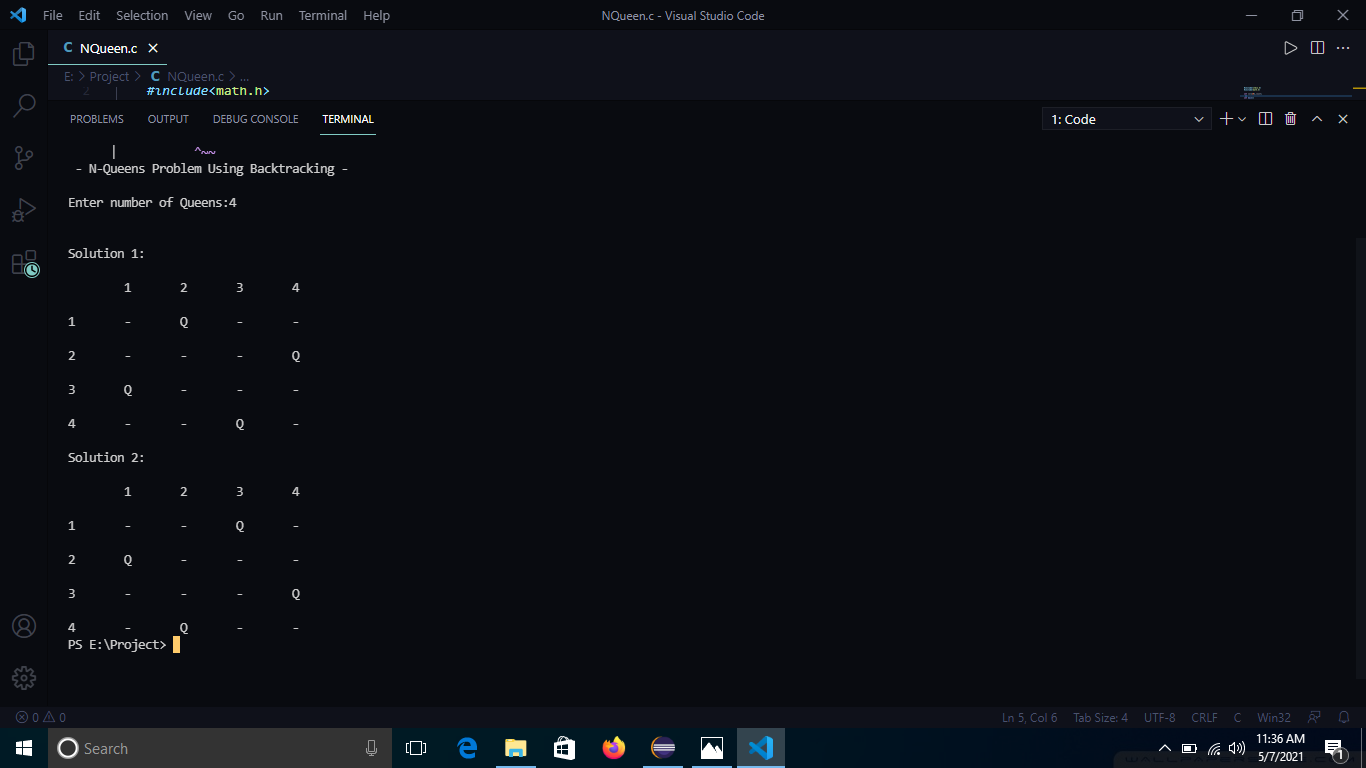 File Edit Selection View Go Run Terminal Help NQueen.c - Visual Studio Code
C NQueen.c
E: > Project > C NQueen.c > ...
2 #include<math.h>
PROBLEMS OUTPUT DEBUG CONSOLE TERMINAL 1: Code
| ^~~
- N-Queens Problem Using Backtracking -
Enter number of Queens:4
Solution 1:
1 2 3 4
1 - Q - -
2 - - - Q
3 Q - - -
4 - - Q -
Solution 2:
1 2 3 4
1 - - Q -
2 Q - - -
3 - - - Q
4 - Q - -
PS E:\Project>
0 0 Ln 5, Col 6 Tab Size: 4 UTF-8 CRLF C Win32
Search 11:36 AM
5/7/2021 1